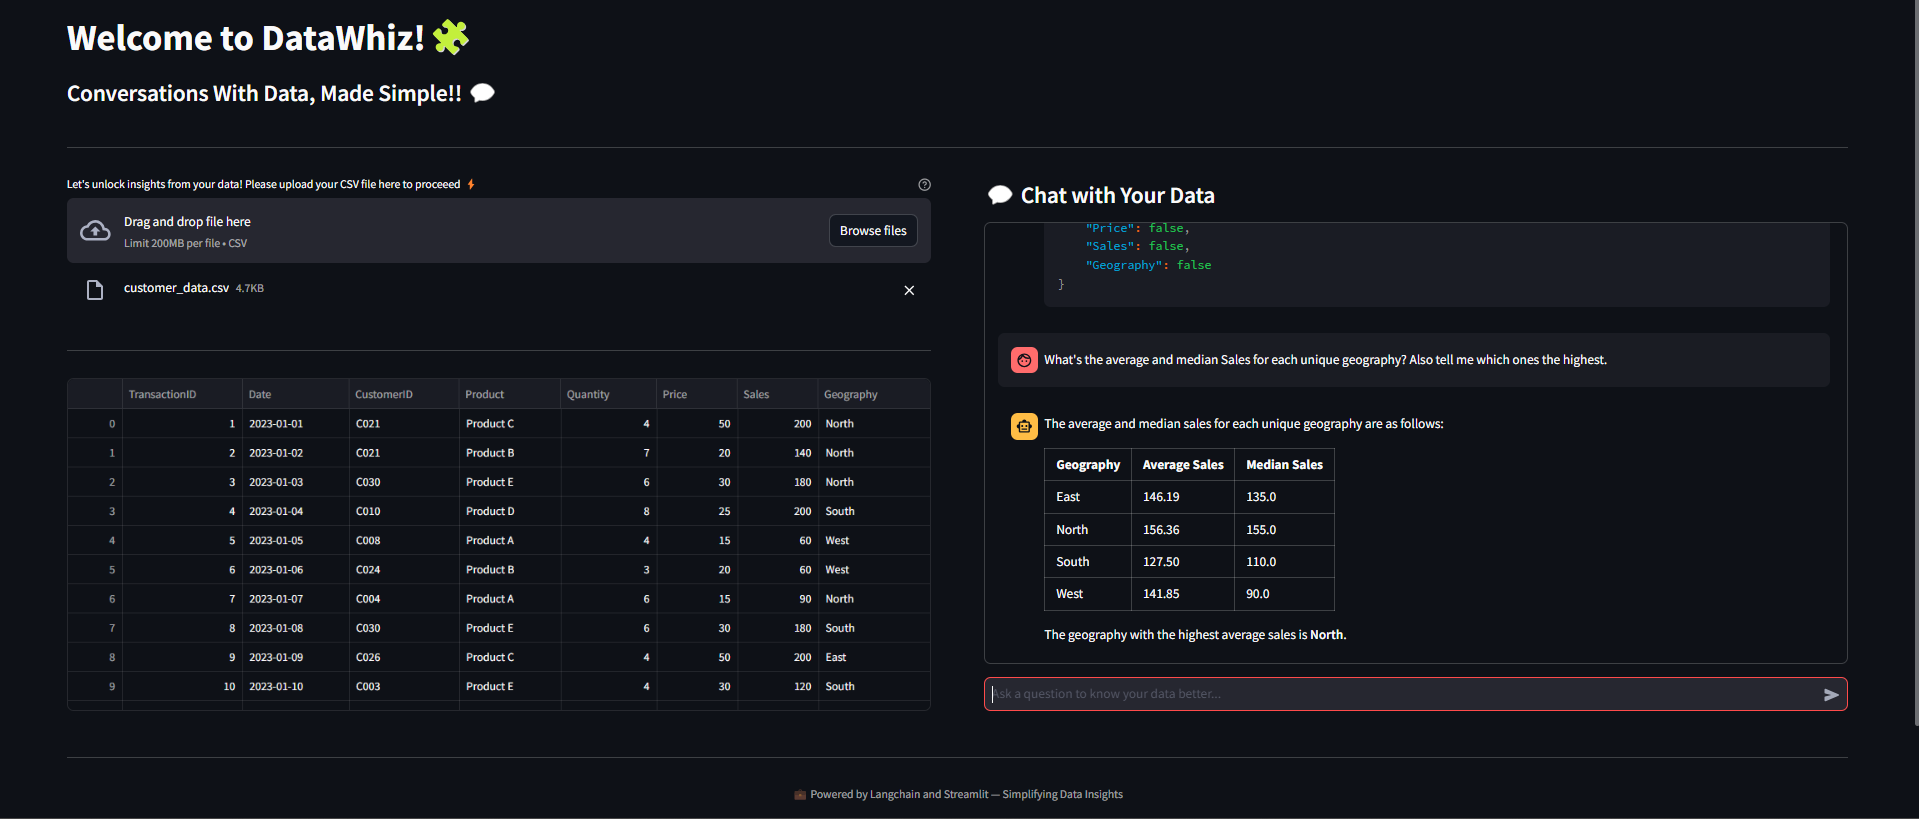 Welcome to DataWhiz!
Conversations With Data, Made Simple!!
Let's unlock insights from your data! Please upload your CSV file here to proceeed
Drag and drop file here
Limit 200MB per file • CSV
Browse files
customer_data.csv 4.7KB
TransactionID Date CustomerID Product Quantity Price Sales Geography
0 1 2023-01-01 C021 Product C 4 50 200 North
1 2 2023-01-02 C021 Product B 7 20 140 North
2 3 2023-01-03 C030 Product E 6 30 180 North
3 4 2023-01-04 C010 Product D 8 25 200 South
4 5 2023-01-05 C008 Product A 4 15 60 West
5 6 2023-01-06 C024 Product B 3 20 60 West
6 7 2023-01-07 C004 Product A 6 15 90 North
7 8 2023-01-08 C030 Product E 6 30 180 South
8 9 2023-01-09 C026 Product C 4 50 200 East
9 10 2023-01-10 C003 Product E 4 30 120 South
Chat with Your Data
"Price": false,
"Sales": false,
"Geography": false
}
What's the average and median Sales for each unique geography? Also tell me which ones the highest.
The average and median sales for each unique geography are as follows:
Geography Average Sales Median Sales
East 146.19 135.0
North 156.36 155.0
South 127.50 110.0
West 141.85 90.0
The geography with the highest average sales is North.
Ask a question to know your data better...
Powered by Langchain and Streamlit — Simplifying Data Insights